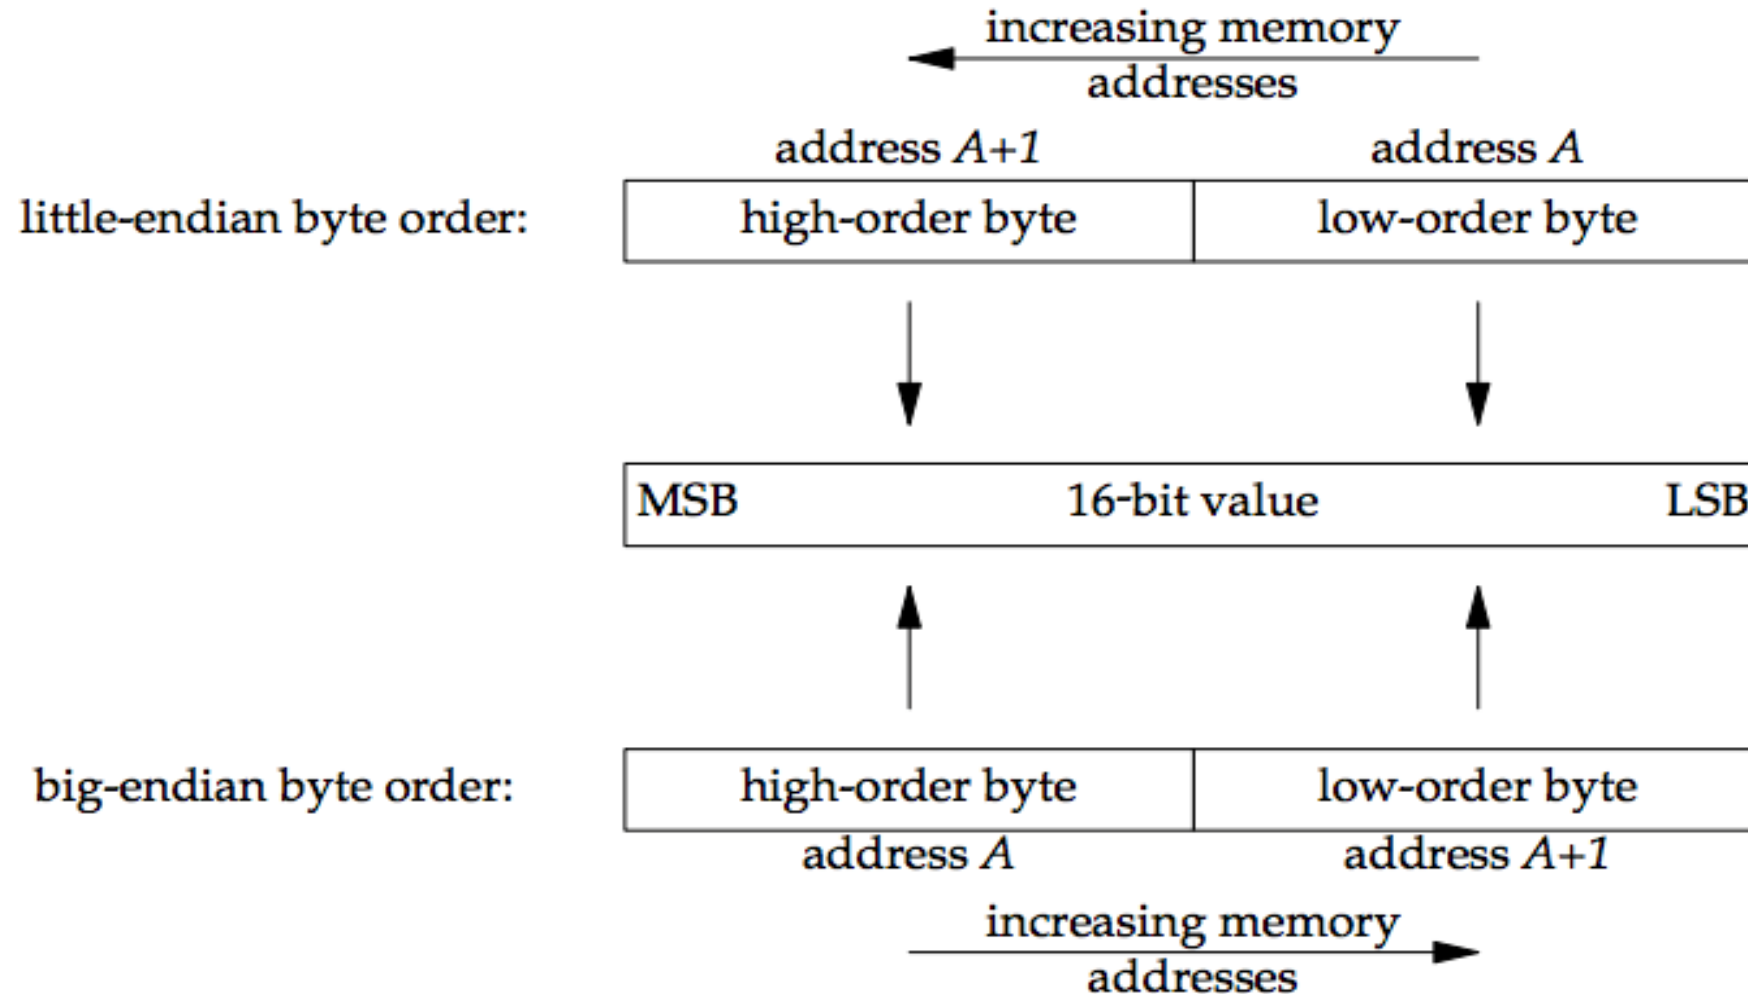 increasing memory
addresses
address A+1 address A
little-endian byte order: high-order byte low-order byte
MSB 16-bit value LSB
big-endian byte order: high-order byte low-order byte
address A address A+1
increasing memory
addresses